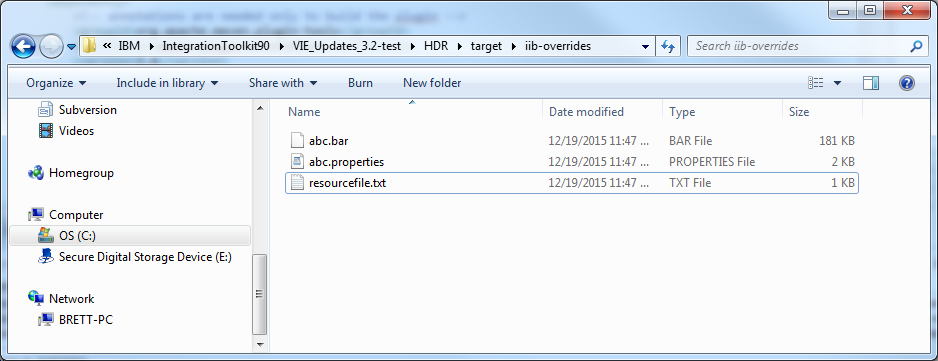 « IBM ▸ IntegrationToolkit90 ▸ VIE_Updates_3.2-test ▸ HDR ▸ target ▸ iib-overrides
Search iib-overrides
Organize Include in library Share with Burn New folder
Subversion
Videos
Homegroup
Computer
OS (C:)
Secure Digital Storage Device (E:)
Network
BRETT-PC
Name Date modified Type Size
abc.bar 12/19/2015 11:47 ... BAR File 181 KB
abc.properties 12/19/2015 11:47 ... PROPERTIES File 2 KB
resourcefile.txt 12/19/2015 11:47 ... TXT File 1 KB